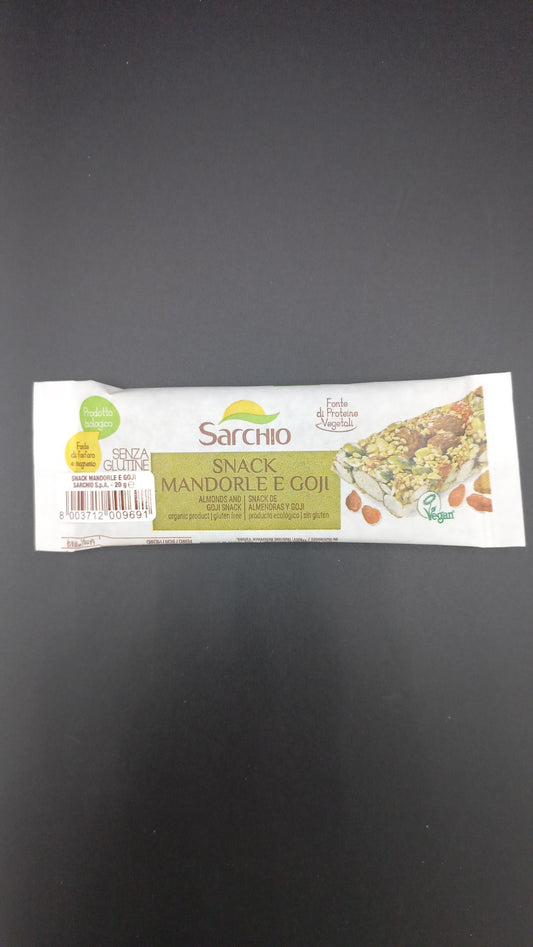 Prodotto
biologico
Fonte
di fosforo
e magnesio
SENZA
GLUTINE
SNACK MANDORLE E GOJI
SARCHIO S.p.A. - 20 g e
8 003712 009691
Sarchio
Fonte
di Proteine
Vegetali
SNACK
MANDORLE E GOJI
ALMONDS AND
GOJI SNACK
organic product | gluten free
SNACK DE
ALMENDRAS Y GOJI
producto ecológico | sin gluten
Vegan